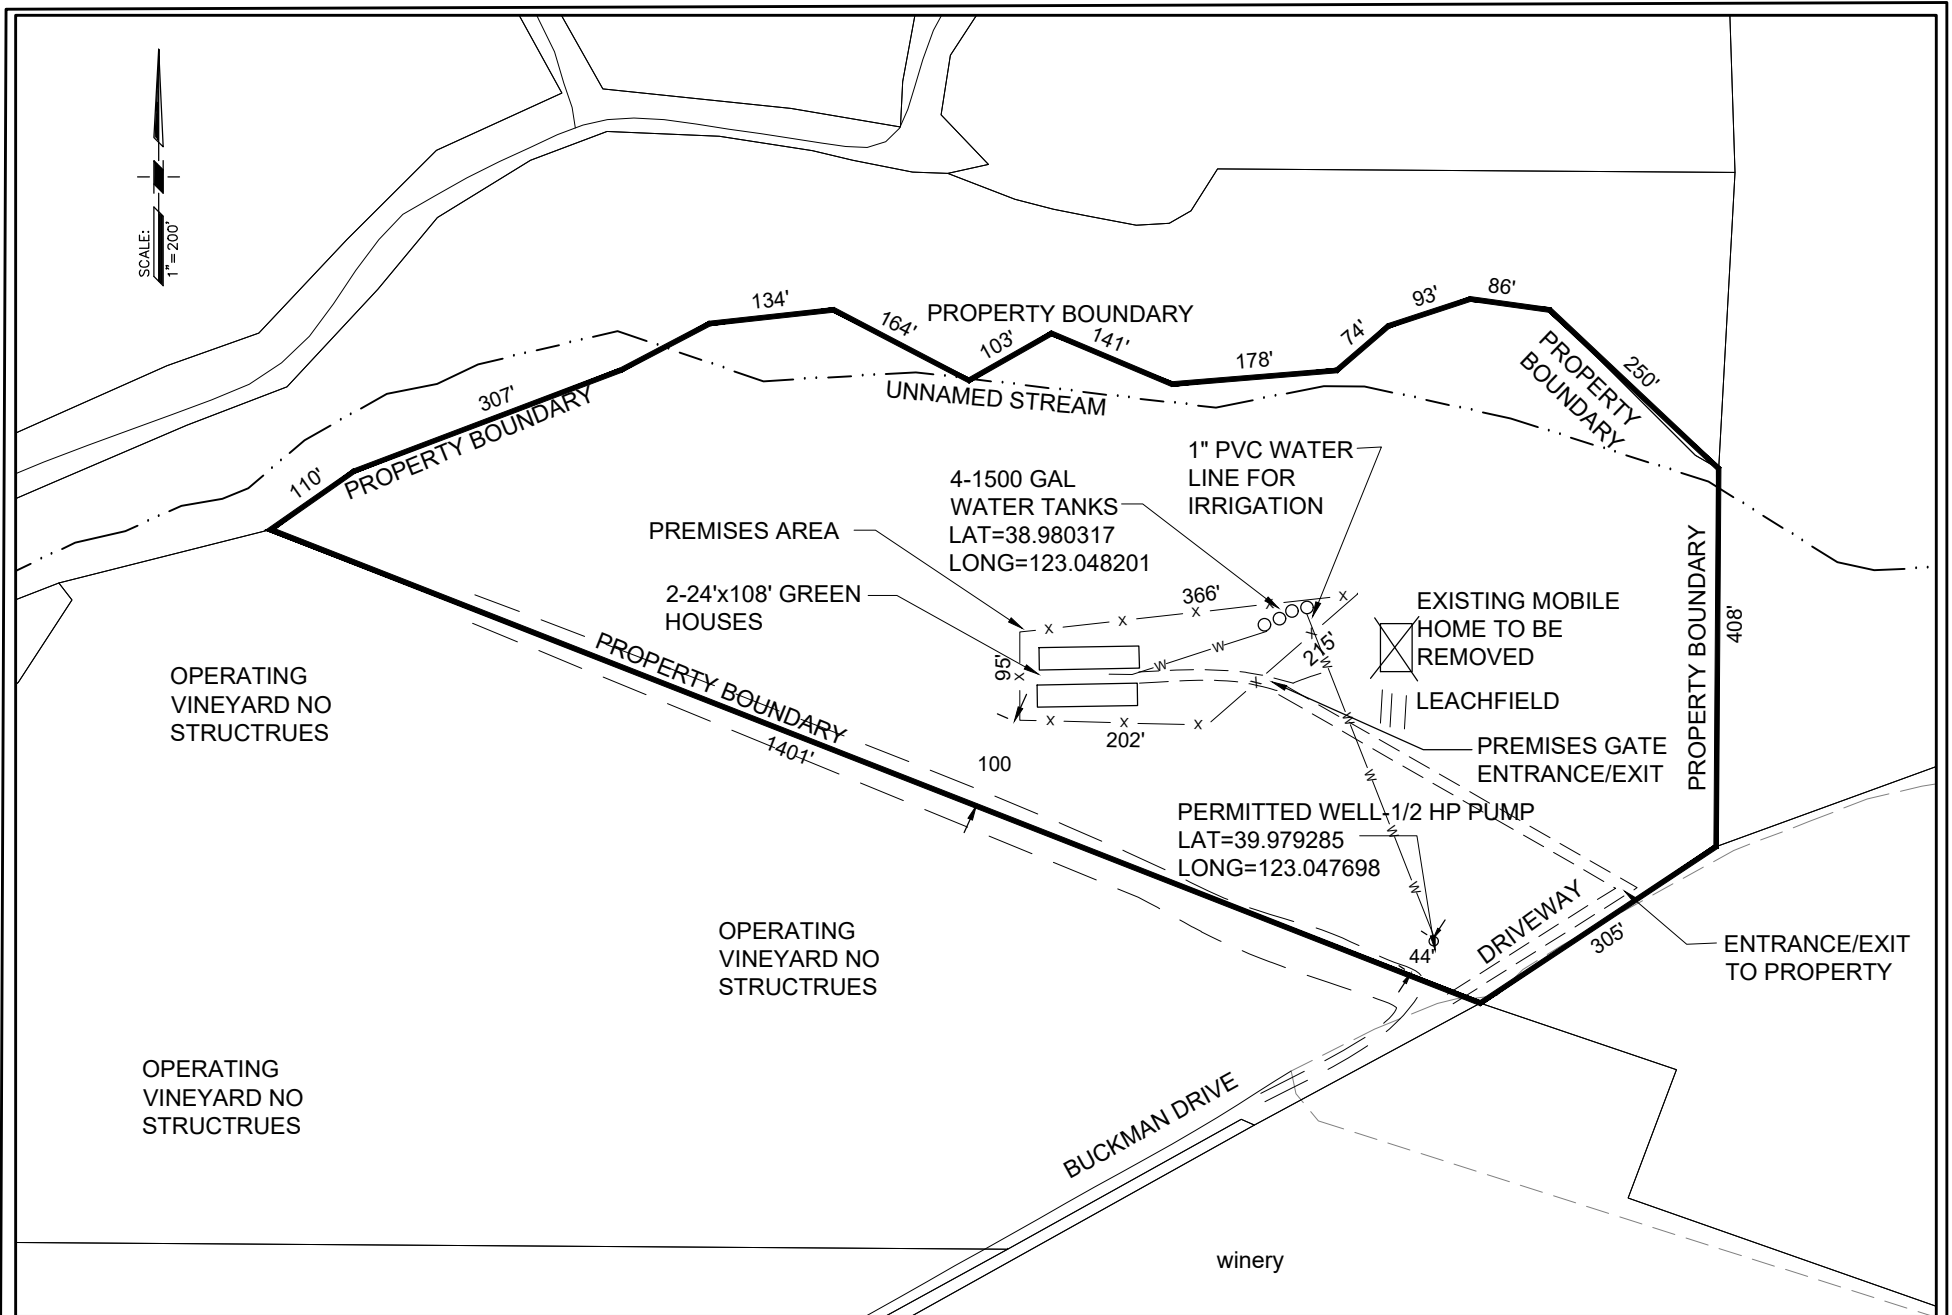 SCALE:
1"=200'
134'
164'
PROPERTY BOUNDARY
103'
141'
178'
74'
93'
86'
250'
PROPERTY
BOUNDARY
307'
PROPERTY BOUNDARY
110'
UNNAMED STREAM
1" PVC WATER
LINE FOR
IRRIGATION
4-1500 GAL
WATER TANKS
LAT=38.980317
LONG=123.048201
PREMISES AREA
2-24'x108' GREEN
HOUSES
366'
x
x
x
x
x
95'
x
x
x
x
x
x
202'
215'
W
W
W
W
W
W
W
EXISTING MOBILE
HOME TO BE
REMOVED
LEACHFIELD
PREMISES GATE
ENTRANCE/EXIT
PROPERTY BOUNDARY
408'
OPERATING
VINEYARD NO
STRUCTRUES
PROPERTY BOUNDARY
1401'
100
PERMITTED WELL-1/2 HP PUMP
LAT=39.979285
LONG=123.047698
44'
DRIVEWAY
305'
ENTRANCE/EXIT
TO PROPERTY
OPERATING
VINEYARD NO
STRUCTRUES
OPERATING
VINEYARD NO
STRUCTRUES
BUCKMAN DRIVE
winery